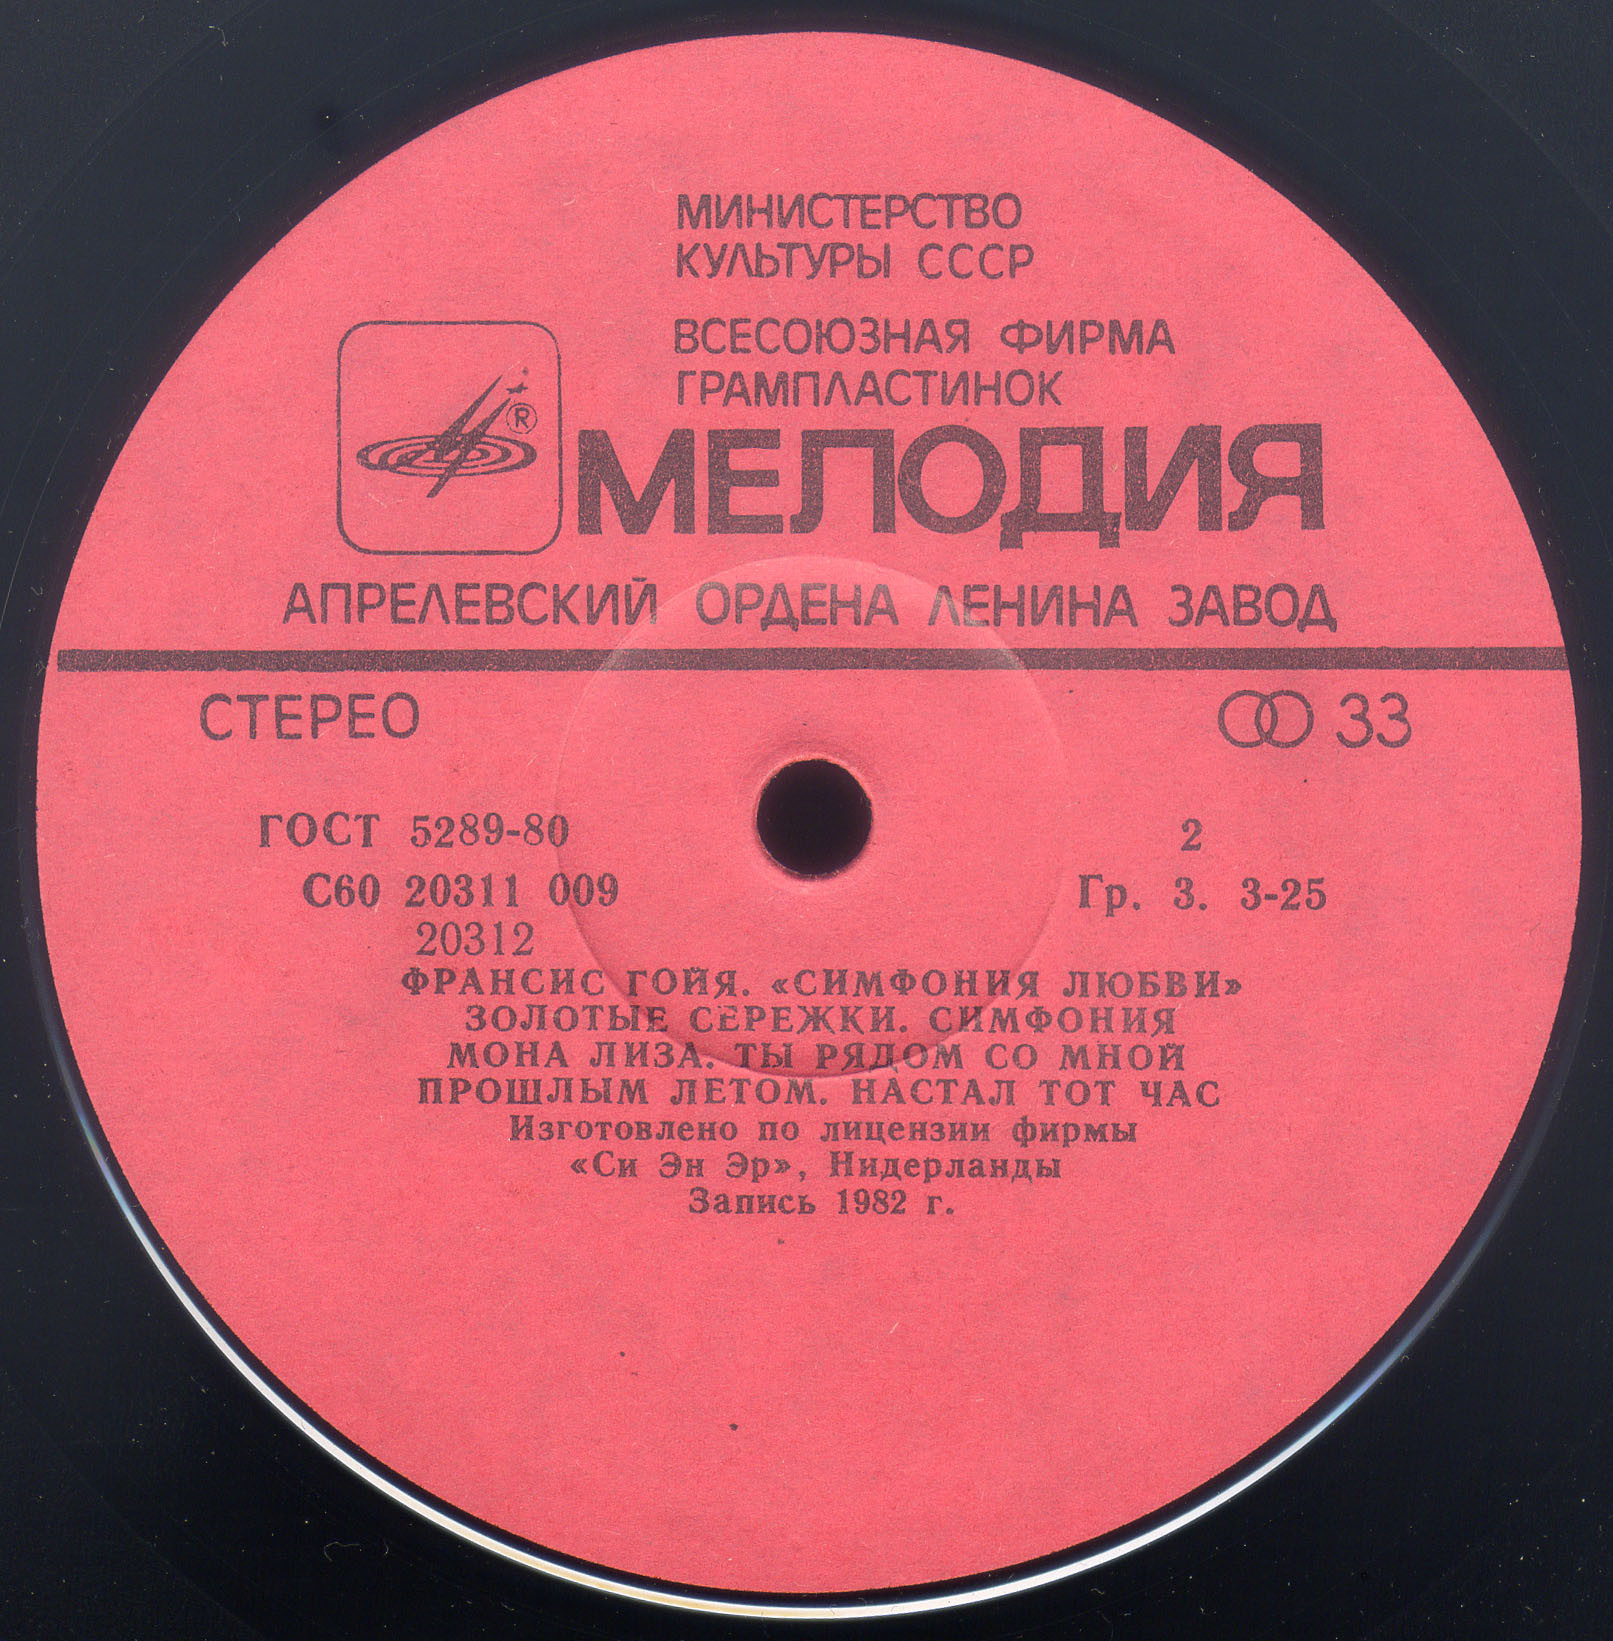 МИНИСТЕРСТВО
КУЛЬТУРЫ СССР
ВСЕСОЮЗНАЯ ФИРМА
ГРАМПЛАСТИНОК
®
МЕЛОДИЯ
АПРЕЛЕВСКИЙ ОРДЕНА ЛЕНИНА ЗАВОД
СТЕРЕО
33
ГОСТ 5289-80
2
С60 20311 009
Гр. 3. 3-25
20312
ФРАНСИС ГОЙЯ. «СИМФОНИЯ ЛЮБВИ»
ЗОЛОТЫЕ СЕРЕЖКИ. СИМФОНИЯ
МОНА ЛИЗА. ТЫ РЯДОМ СО МНОЙ
ПРОШЛЫМ ЛЕТОМ. НАСТАЛ ТОТ ЧАС
Изготовлено по лицензии фирмы
«Си Эн Эр», Нидерланды
Запись 1982 г.